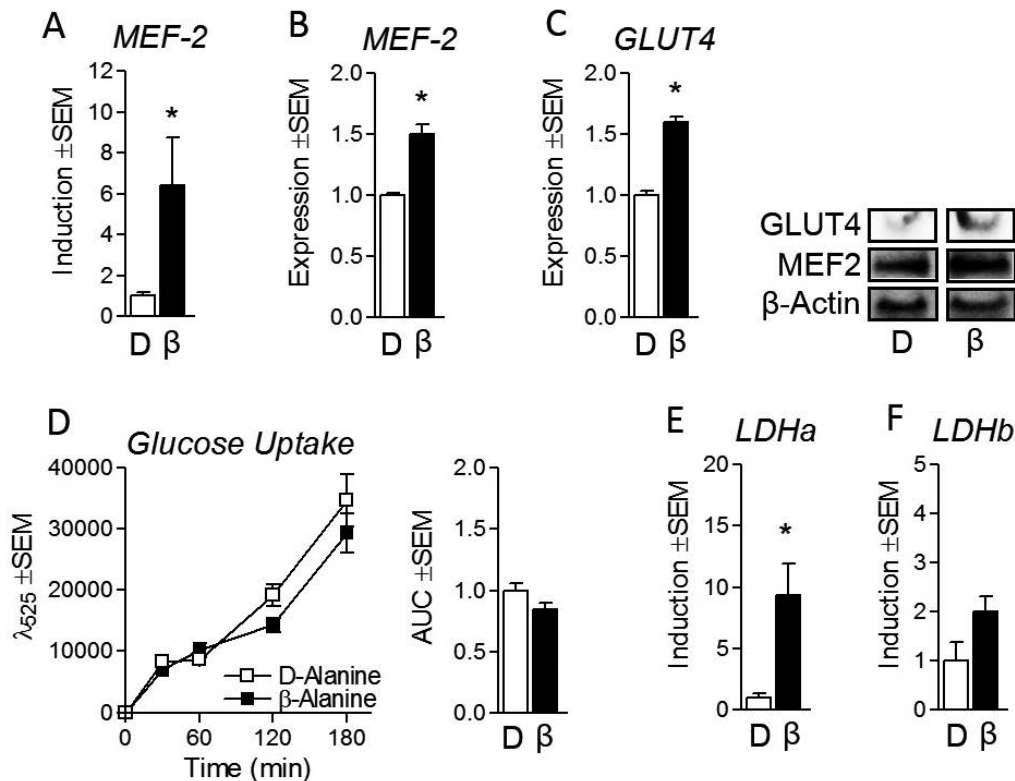 A
MEF-2
Induction ±SEM
12
10
8
6
4
2
0
*
D β
B
MEF-2
Expression ±SEM
2.0
1.5
1.0
0.5
0.0
*
D β
C
GLUT4
Expression ±SEM
2.0
1.5
1.0
0.5
0.0
*
D β
GLUT4
MEF2
β-Actin
D β
D
Glucose Uptake
λ525 ±SEM
40000
30000
20000
10000
0
D-Alanine
β-Alanine
0 60 120 180
Time (min)
AUC ±SEM
2.0
1.5
1.0
0.5
0.0
D β
E
LDHa
Induction ±SEM
20
15
10
5
0
*
D β
F
LDHb
Induction ±SEM
5
4
3
2
1
0
D β